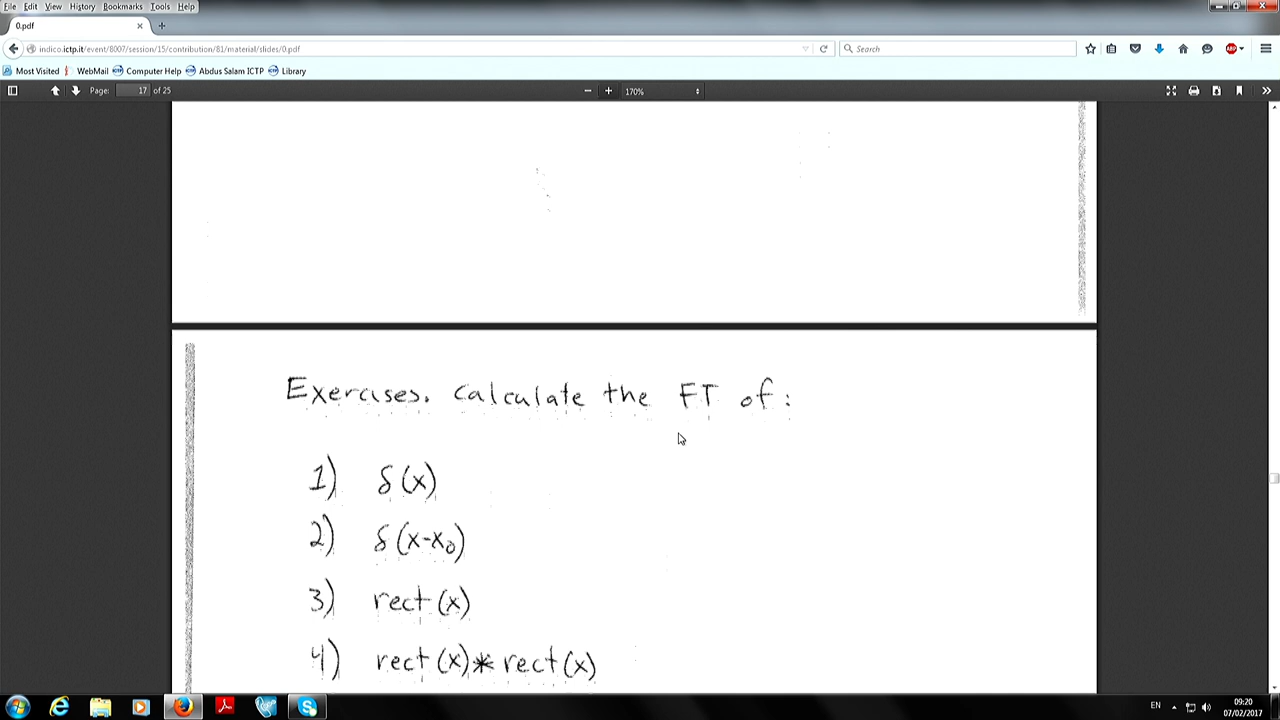 File Edit View History Bookmarks Tools Help
0.pdf
indico.ictp.it/event/8007/session/15/contribution/81/material/slides/0.pdf
Search
Most Visited WebMail Computer Help Abdus Salam ICTP Library
Page: 17 of 25
170%
Exercises. Calculate the FT of:
1) δ(x)
2) δ(x-x₀)
3) rect(x)
4) rect(x)*rect(x)
EN
09:20
07/02/2017